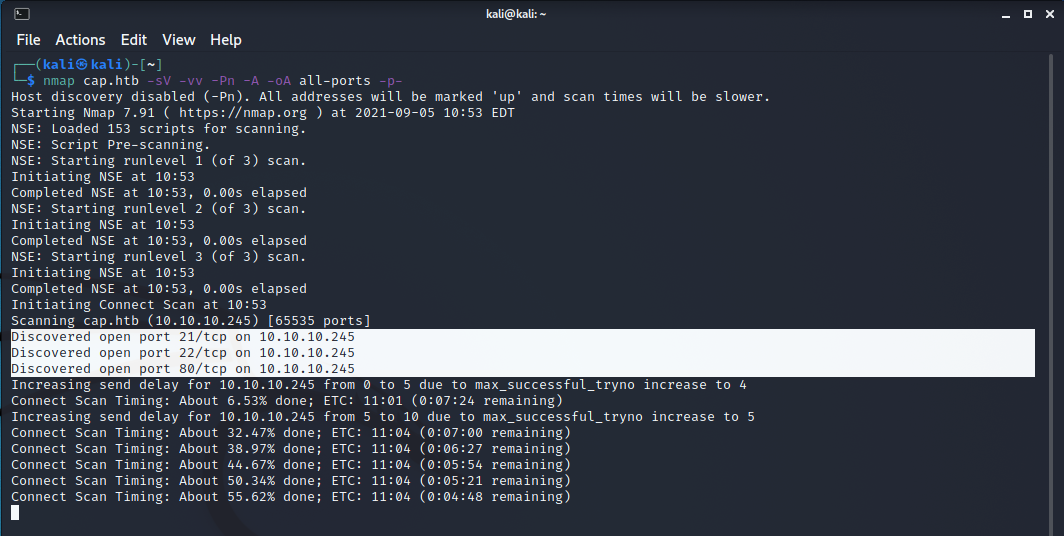 kali@kali: ~
File Actions Edit View Help
┌──(kali㉿kali)-[~]
└─$ nmap cap.htb -sV -vv -Pn -A -oA all-ports -p-
Host discovery disabled (-Pn). All addresses will be marked 'up' and scan times will be slower.
Starting Nmap 7.91 ( https://nmap.org ) at 2021-09-05 10:53 EDT
NSE: Loaded 153 scripts for scanning.
NSE: Script Pre-scanning.
NSE: Starting runlevel 1 (of 3) scan.
Initiating NSE at 10:53
Completed NSE at 10:53, 0.00s elapsed
NSE: Starting runlevel 2 (of 3) scan.
Initiating NSE at 10:53
Completed NSE at 10:53, 0.00s elapsed
NSE: Starting runlevel 3 (of 3) scan.
Initiating NSE at 10:53
Completed NSE at 10:53, 0.00s elapsed
Initiating Connect Scan at 10:53
Scanning cap.htb (10.10.10.245) [65535 ports]
Discovered open port 21/tcp on 10.10.10.245
Discovered open port 22/tcp on 10.10.10.245
Discovered open port 80/tcp on 10.10.10.245
Increasing send delay for 10.10.10.245 from 0 to 5 due to max_successful_tryno increase to 4
Connect Scan Timing: About 6.53% done; ETC: 11:01 (0:07:24 remaining)
Increasing send delay for 10.10.10.245 from 5 to 10 due to max_successful_tryno increase to 5
Connect Scan Timing: About 32.47% done; ETC: 11:04 (0:07:00 remaining)
Connect Scan Timing: About 38.97% done; ETC: 11:04 (0:06:27 remaining)
Connect Scan Timing: About 44.67% done; ETC: 11:04 (0:05:54 remaining)
Connect Scan Timing: About 50.34% done; ETC: 11:04 (0:05:21 remaining)
Connect Scan Timing: About 55.62% done; ETC: 11:04 (0:04:48 remaining)